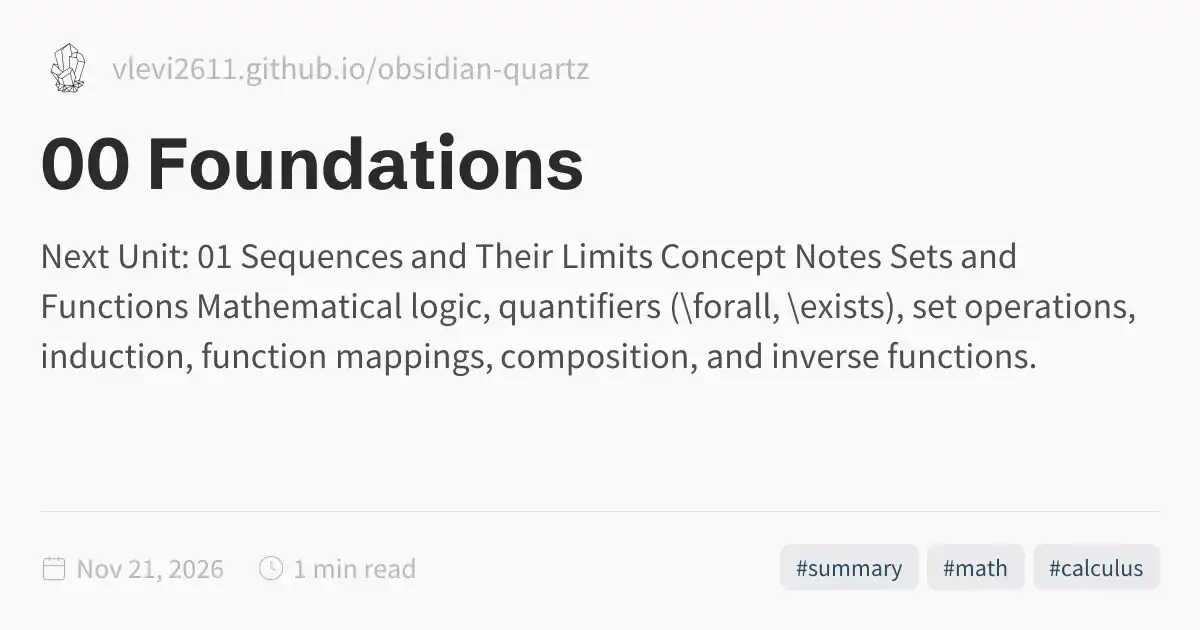 vlevi2611.github.io/obsidian-quartz
00 Foundations
Next Unit: 01 Sequences and Their Limits Concept Notes Sets and
Functions Mathematical logic, quantifiers (\forall, \exists), set operations,
induction, function mappings, composition, and inverse functions.
Nov 21, 2026 1 min read #summary #math #calculus